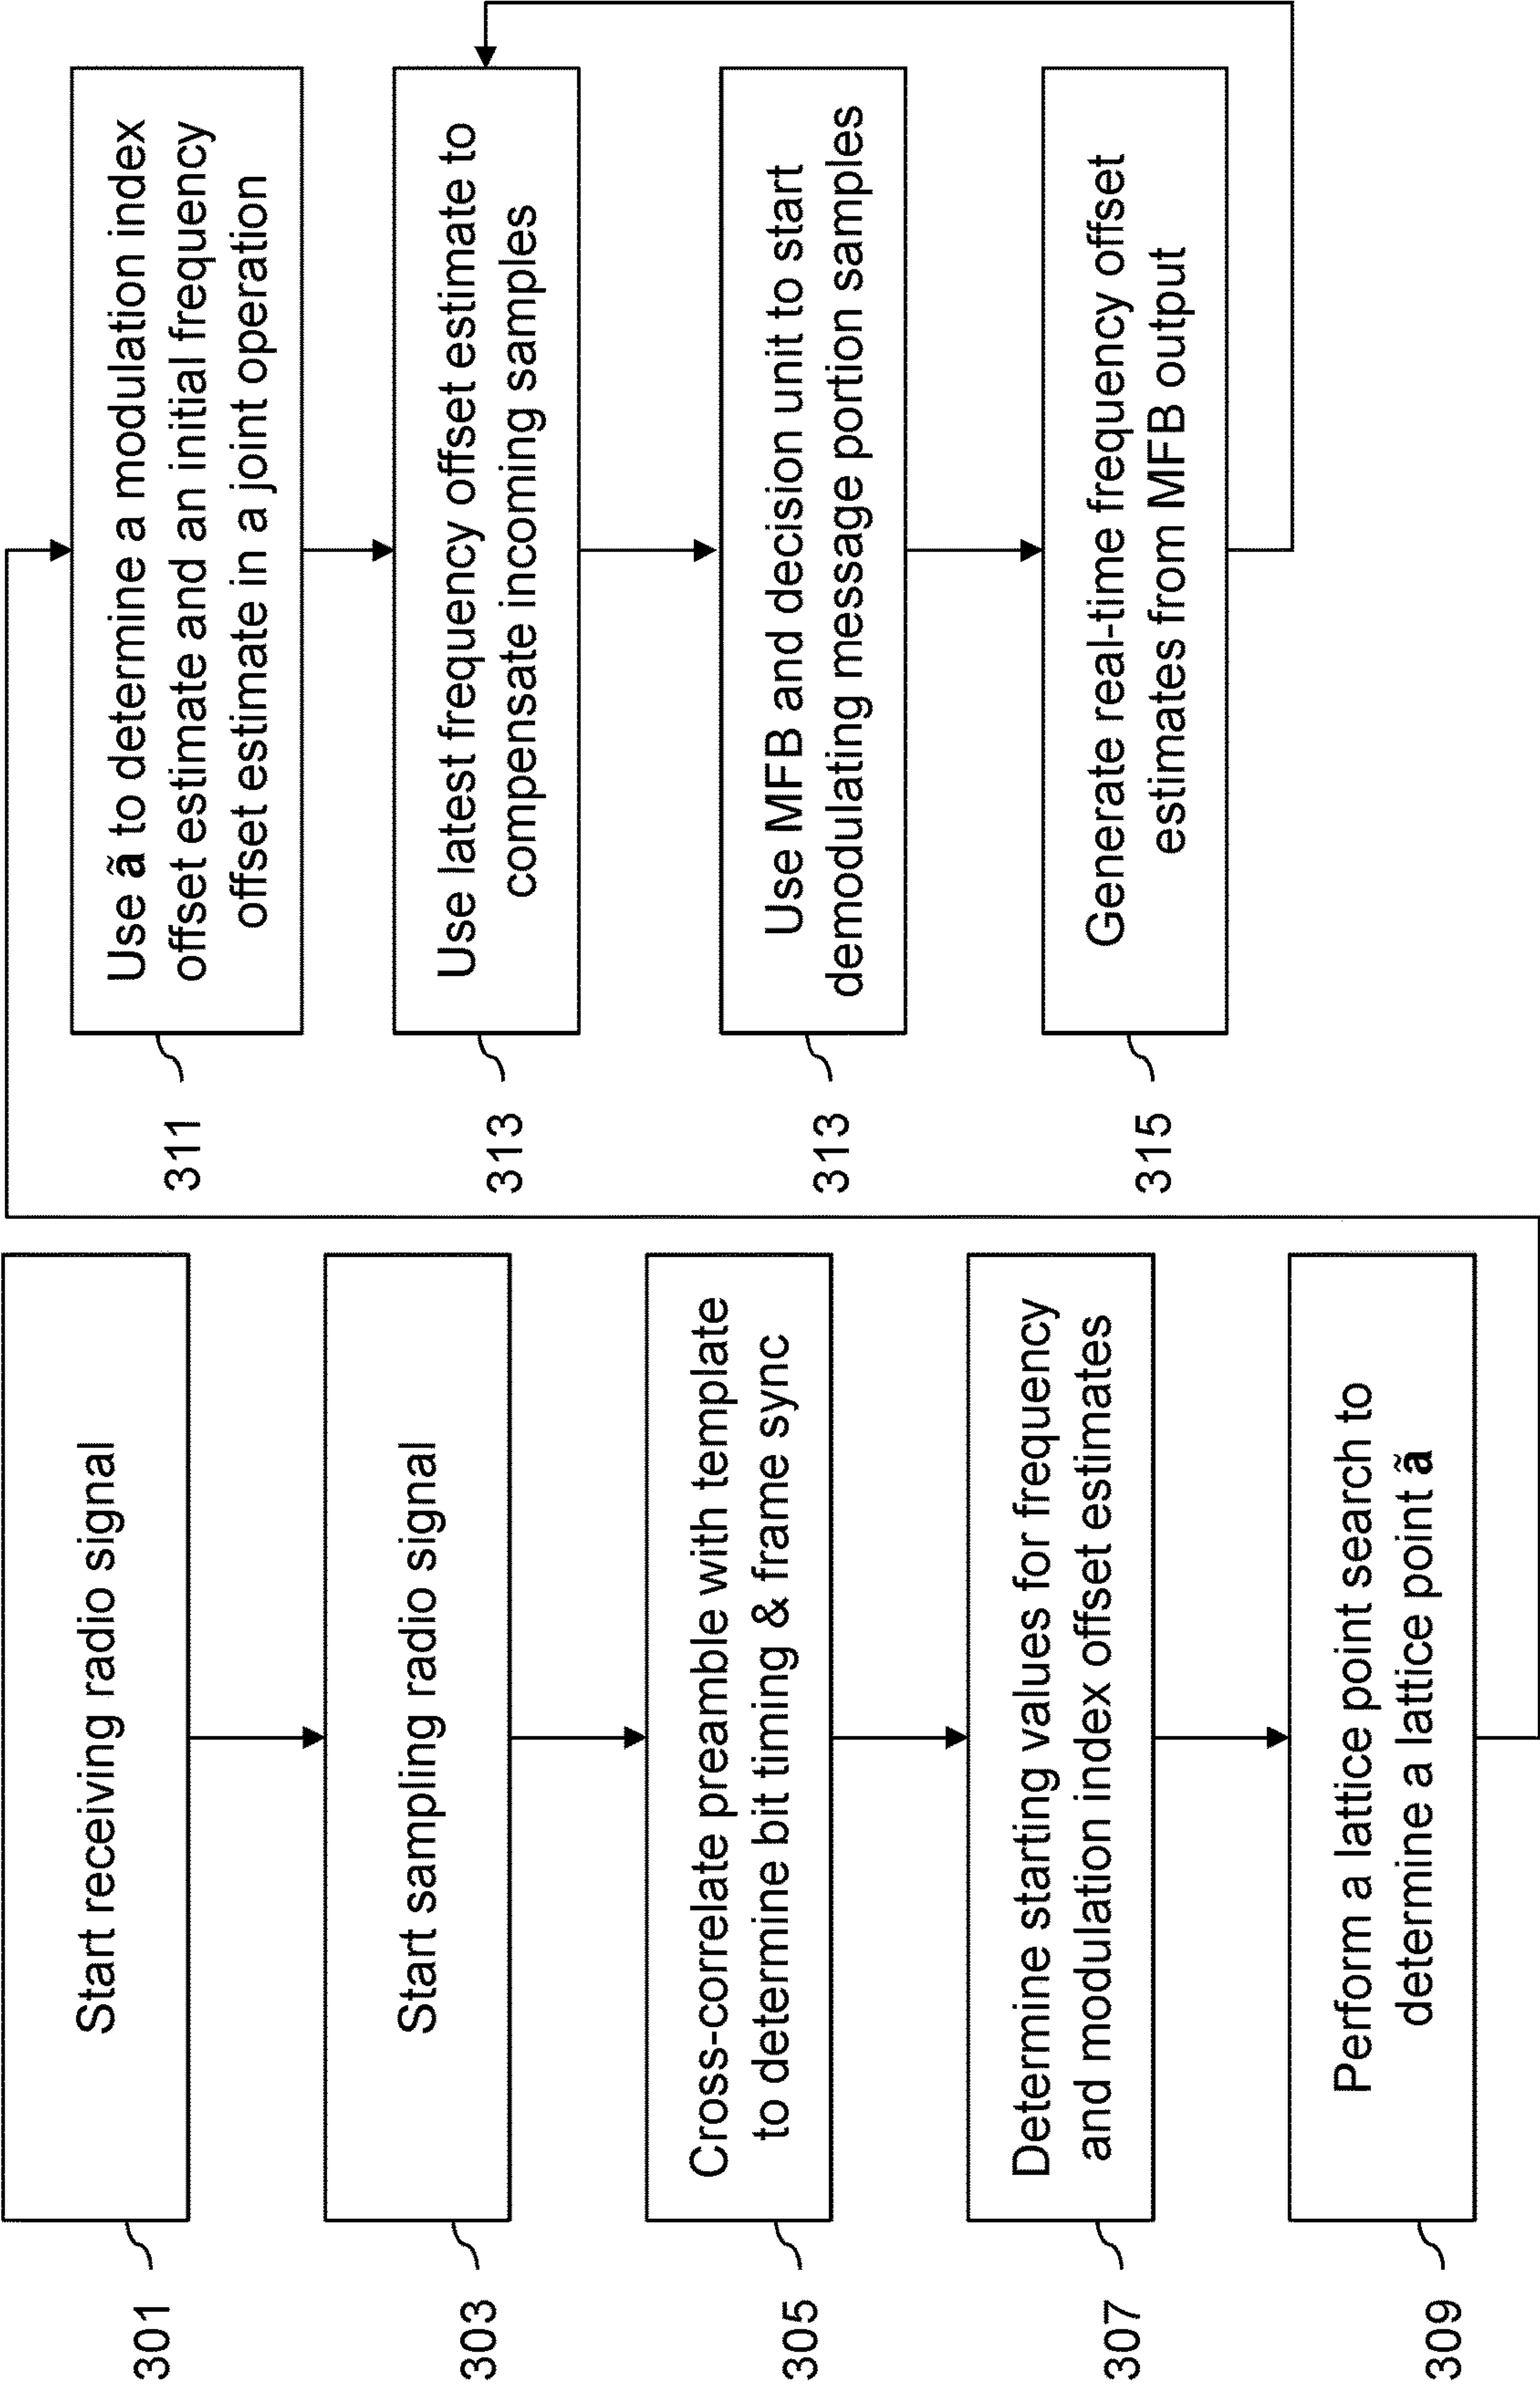 301
Start receiving radio signal
303
Start sampling radio signal
305
Cross-correlate preamble with template
to determine bit timing & frame sync
307
Determine starting values for frequency
and modulation index offset estimates
309
Perform a lattice point search to
determine a lattice point ã
311
Use ã to determine a modulation index
offset estimate and an initial frequency
offset estimate in a joint operation
313
Use latest frequency offset estimate to
compensate incoming samples
313
Use MFB and decision unit to start
demodulating message portion samples
315
Generate real-time frequency offset
estimates from MFB output